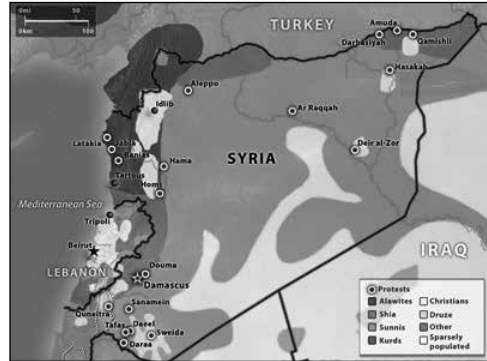 0mi 50
0km 100
TURKEY
Amuda
Darbasiyah
Qamishli
Hasakah
Aleppo
Idlib
Ar Raqqah
Latakia
Jabla
Banias
Deir al-Zor
SYRIA
Hama
Tartous
Homs
Mediterranean Sea
Tripoli
Beirut
IRAQ
LEBANON
Douma
Damascus
Quneitra
Sanamein
Tafas
Dael
Sweida
Daraa
Protests
Alawites
Christians
Shia
Druze
Sunnis
Other
Kurds
Sparsely
populated